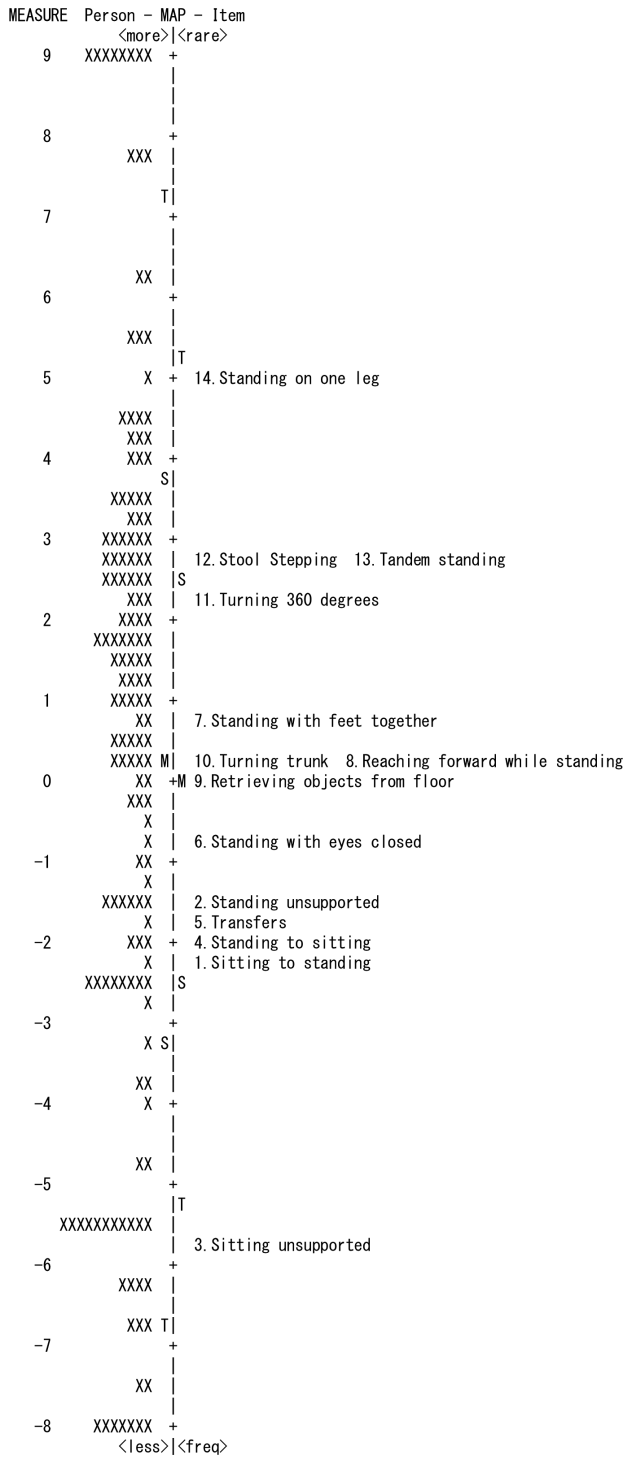 MEASURE  Person - MAP - Item
             <more>|<rare>
    9    XXXXXXXX  +
                   |
                   |
                   |
    8              +
              XXX  |
                   |
                  T|
    7              +
                   |
                   |
               XX  |
    6              +
                   |
              XXX  |
                   |T
    5           X  +  14.Standing on one leg
                   |
             XXXX  |
              XXX  |
    4         XXX  +
                  S|
            XXXXX  |
              XXX  |
    3      XXXXXX  +
           XXXXXX  |  12.Stool Stepping  13.Tandem standing
           XXXXXX  |S
              XXX  |  11.Turning 360 degrees
    2        XXXX  +
          XXXXXXX  |
            XXXXX  |
             XXXX  |
    1       XXXXX  +
               XX  |  7.Standing with feet together
            XXXXX  |
            XXXXX M|  10.Turning trunk  8.Reaching forward while standing
    0          XX  +M 9.Retrieving objects from floor
              XXX  |
                X  |
                X  |  6.Standing with eyes closed
   -1          XX  +
                X  |
           XXXXXX  |  2.Standing unsupported
                X  |  5.Transfers
   -2         XXX  +  4.Standing to sitting
                X  |  1.Sitting to standing
         XXXXXXXX  |S
                X  |
   -3              +
                X S|
                   |
               XX  |
   -4           X  +
                   |
                   |
               XX  |
   -5              +
                   |T
      XXXXXXXXXXX  |
                   |  3.Sitting unsupported
   -6              +
             XXXX  |
                   |
              XXX T|
   -7              +
                   |
               XX  |
                   |
   -8     XXXXXXX  +
             <less>|<freq>